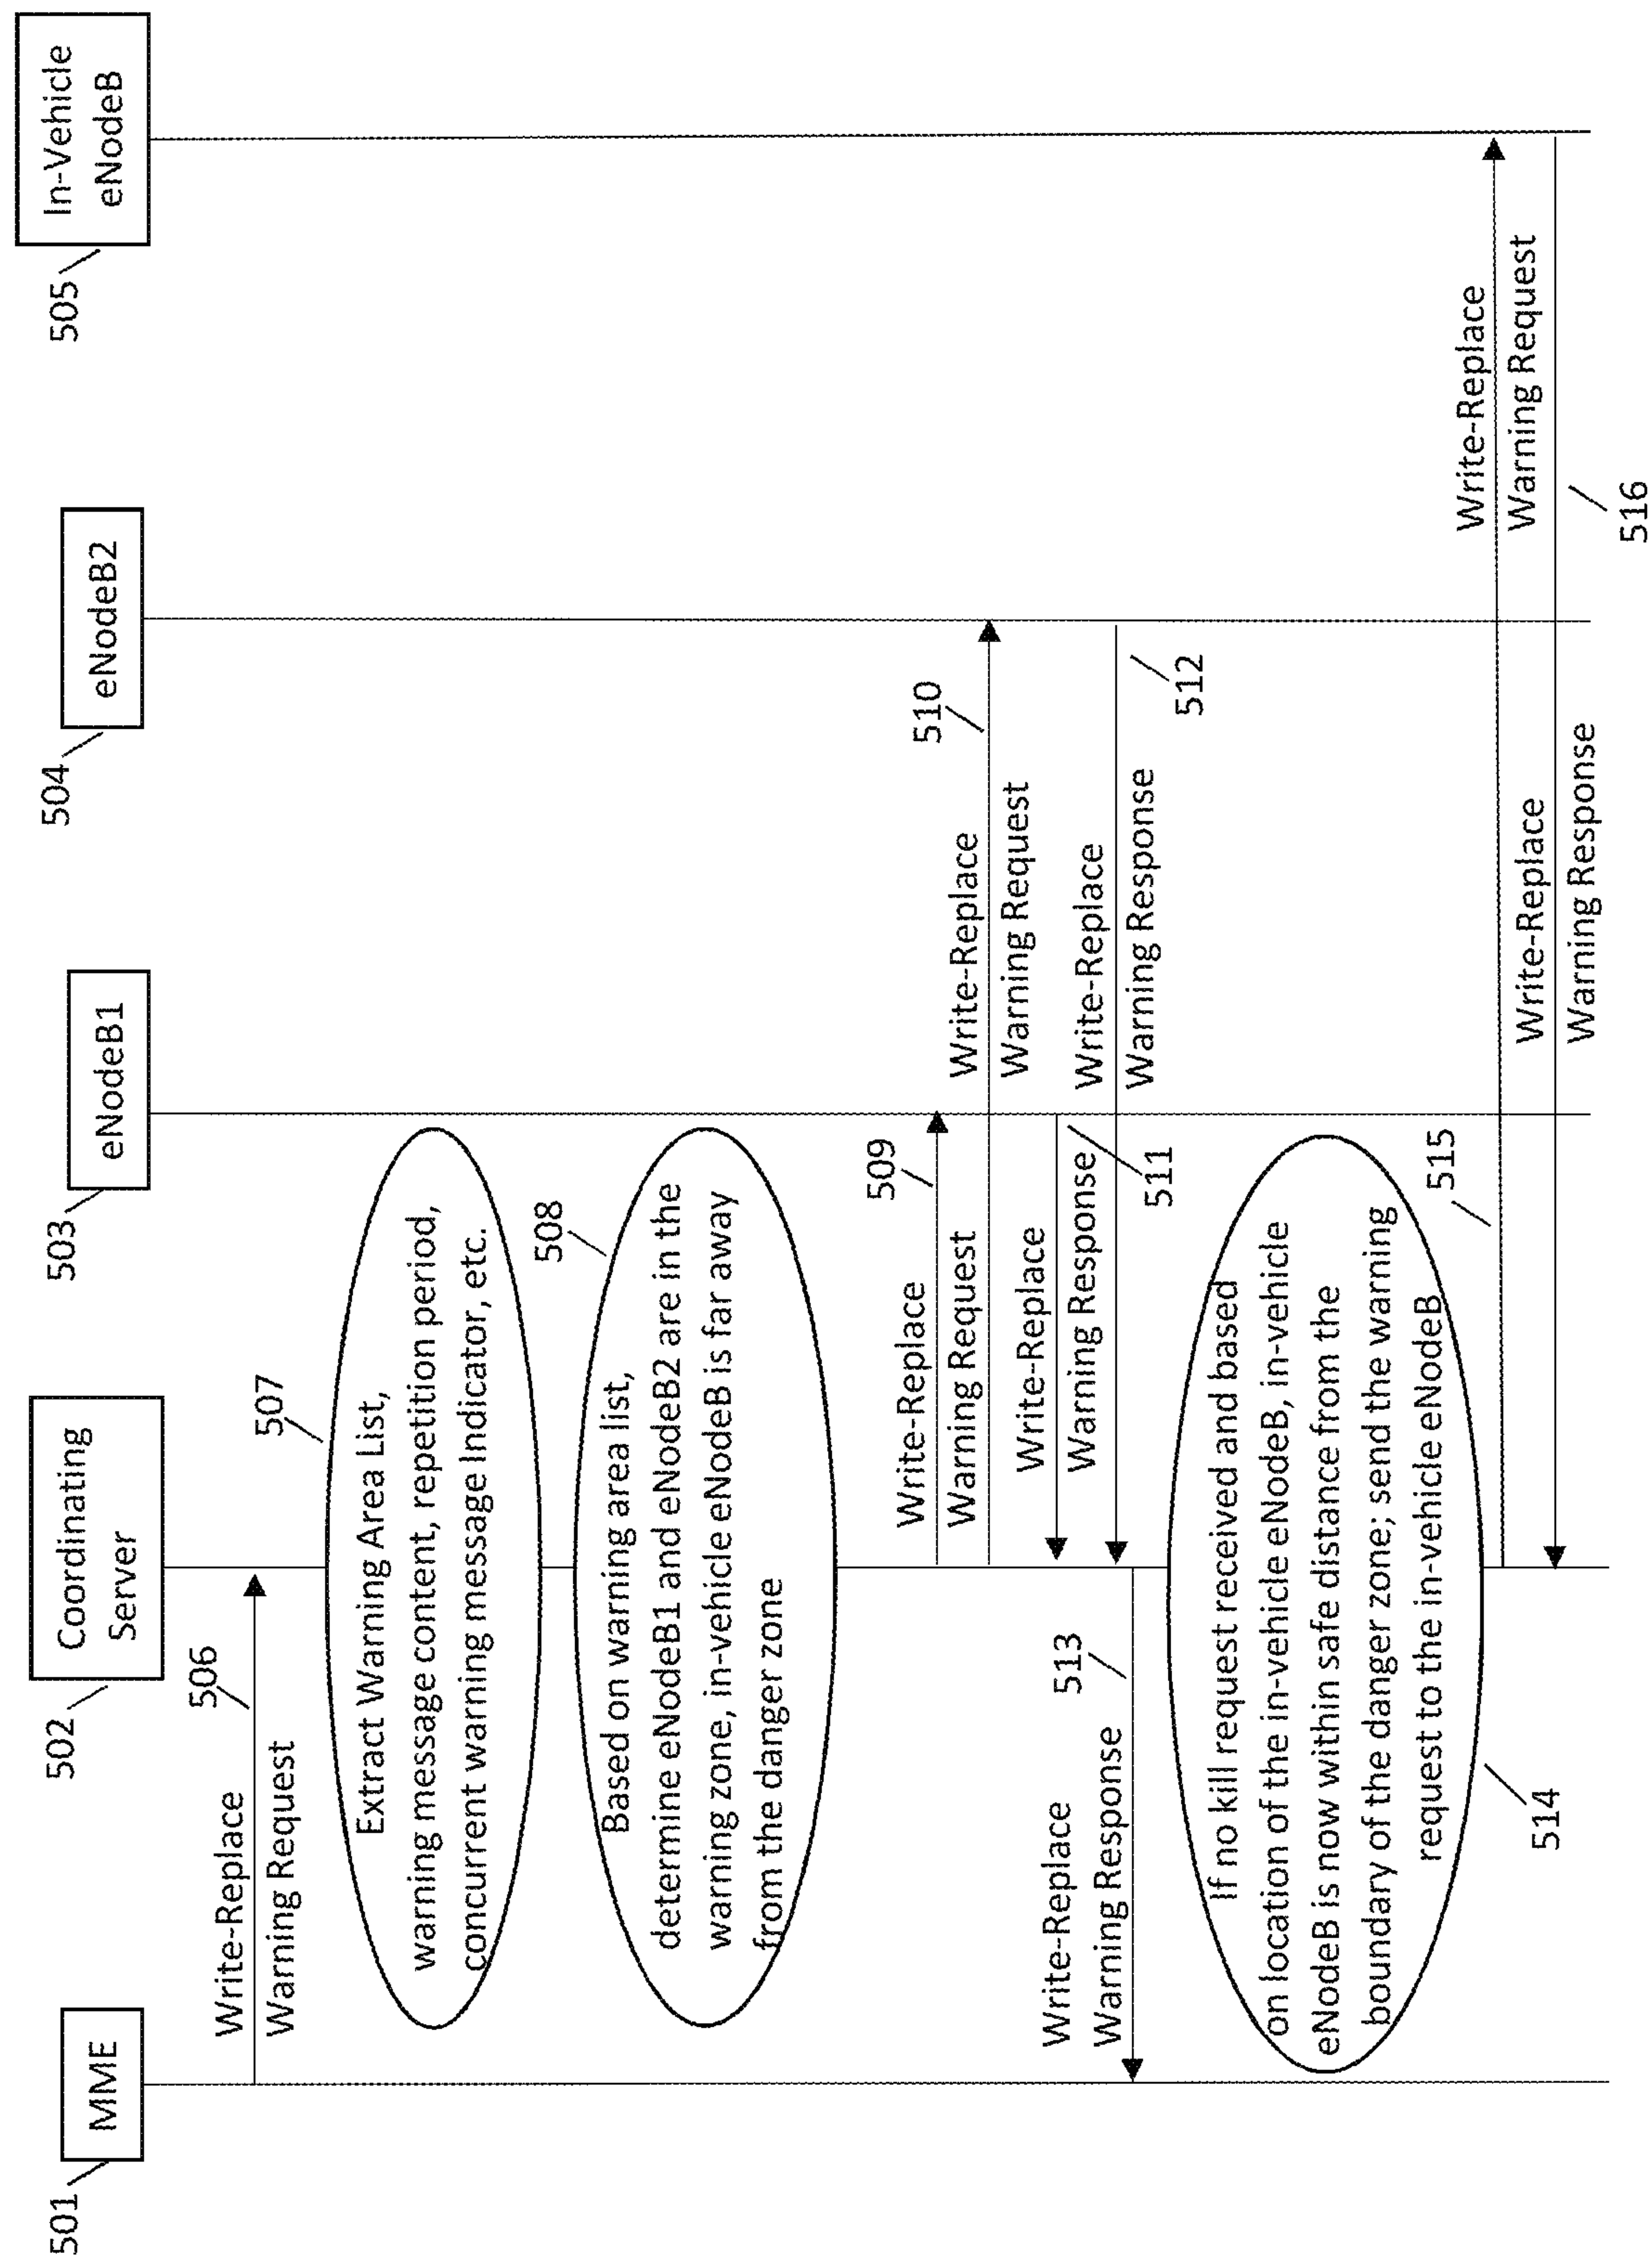 501
MME
502
Coordinating
Server
503
eNodeB1
504
eNodeB2
505
In-Vehicle
eNodeB
506
Write-Replace
Warning Request
507
Extract Warning Area List,
warning message content, repetition period,
concurrent warning message Indicator, etc.
508
Based on warning area list,
determine eNodeB1 and eNodeB2 are in the
warning zone, in-vehicle eNodeB is far away
from the danger zone
509
Write-Replace
Warning Request
510
Write-Replace
Warning Request
Write-Replace
Warning Response
511
Write-Replace
Warning Response
512
513
Write-Replace
Warning Response
If no kill request received and based
on location of the in-vehicle eNodeB, in-vehicle
eNodeB is now within safe distance from the
boundary of the danger zone; send the warning
request to the in-vehicle eNodeB
514
515
Write-Replace
Warning Request
Write-Replace
Warning Response
516